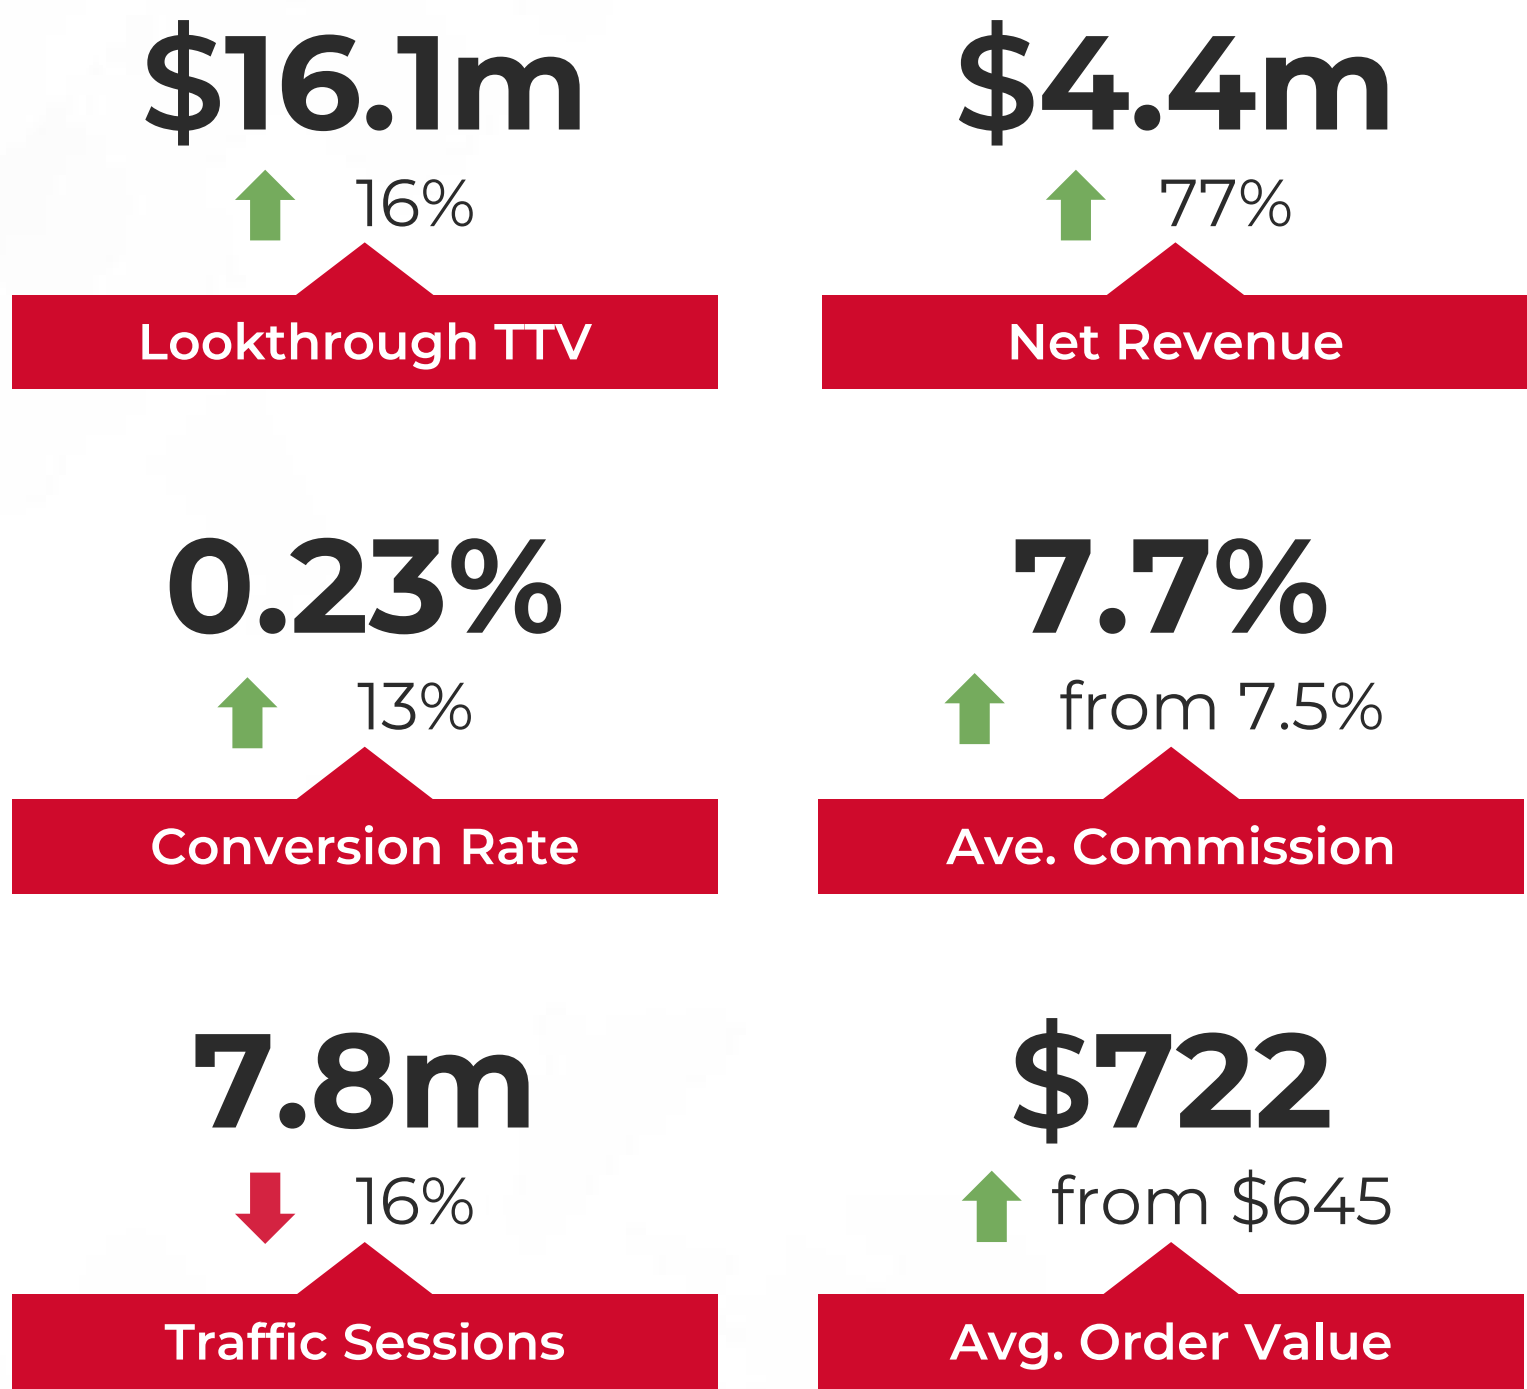 $16.1m
16%
Lookthrough TTV
$4.4m
77%
Net Revenue
0.23%
13%
Conversion Rate
7.7%
from 7.5%
Ave. Commission
7.8m
16%
Traffic Sessions
$722
from $645
Avg. Order Value